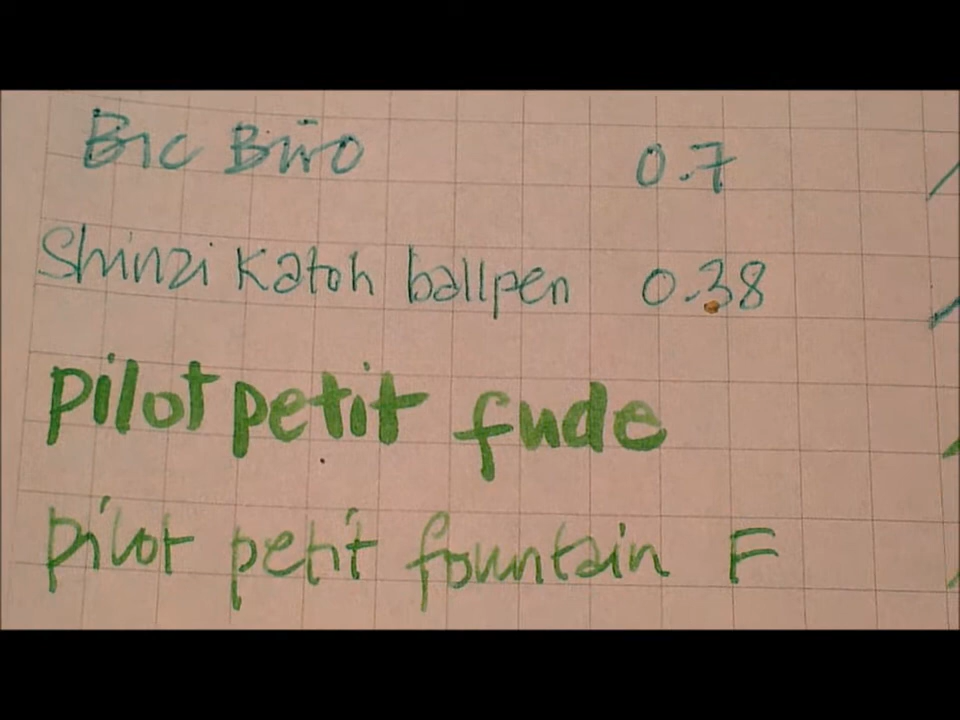 Bic Biro 0.7
Shinzi Katoh ballpen 0.38
pilot petit fude
pilot petit fountain F